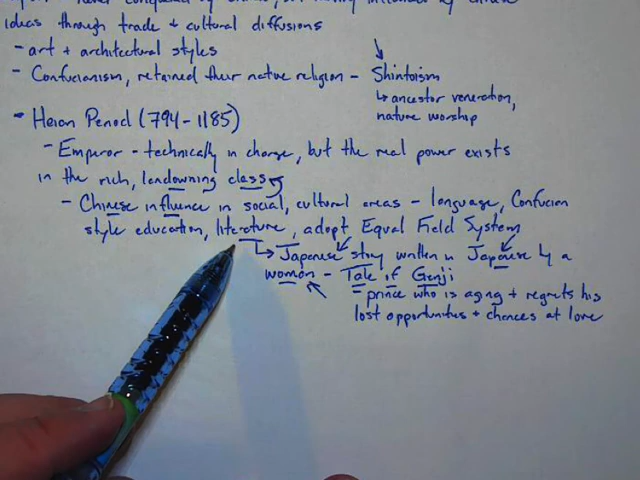 ideas through trade + cultural diffusions
- art + architectural styles
- Confucianism, retained their native religion - Shintoism
↳ ancestor veneration,
nature worship
- Heian Period (794-1185)
- Emperor - technically in charge, but the real power exists
in the rich, landowning class
- Chinese influence in social, cultural areas - language, Confucian
style education, literature, adopt Equal Field System
↳ Japanese story written in Japanese by a
woman - Tale of Genji
= prince who is aging + regrets his
lost opportunities + chances at love